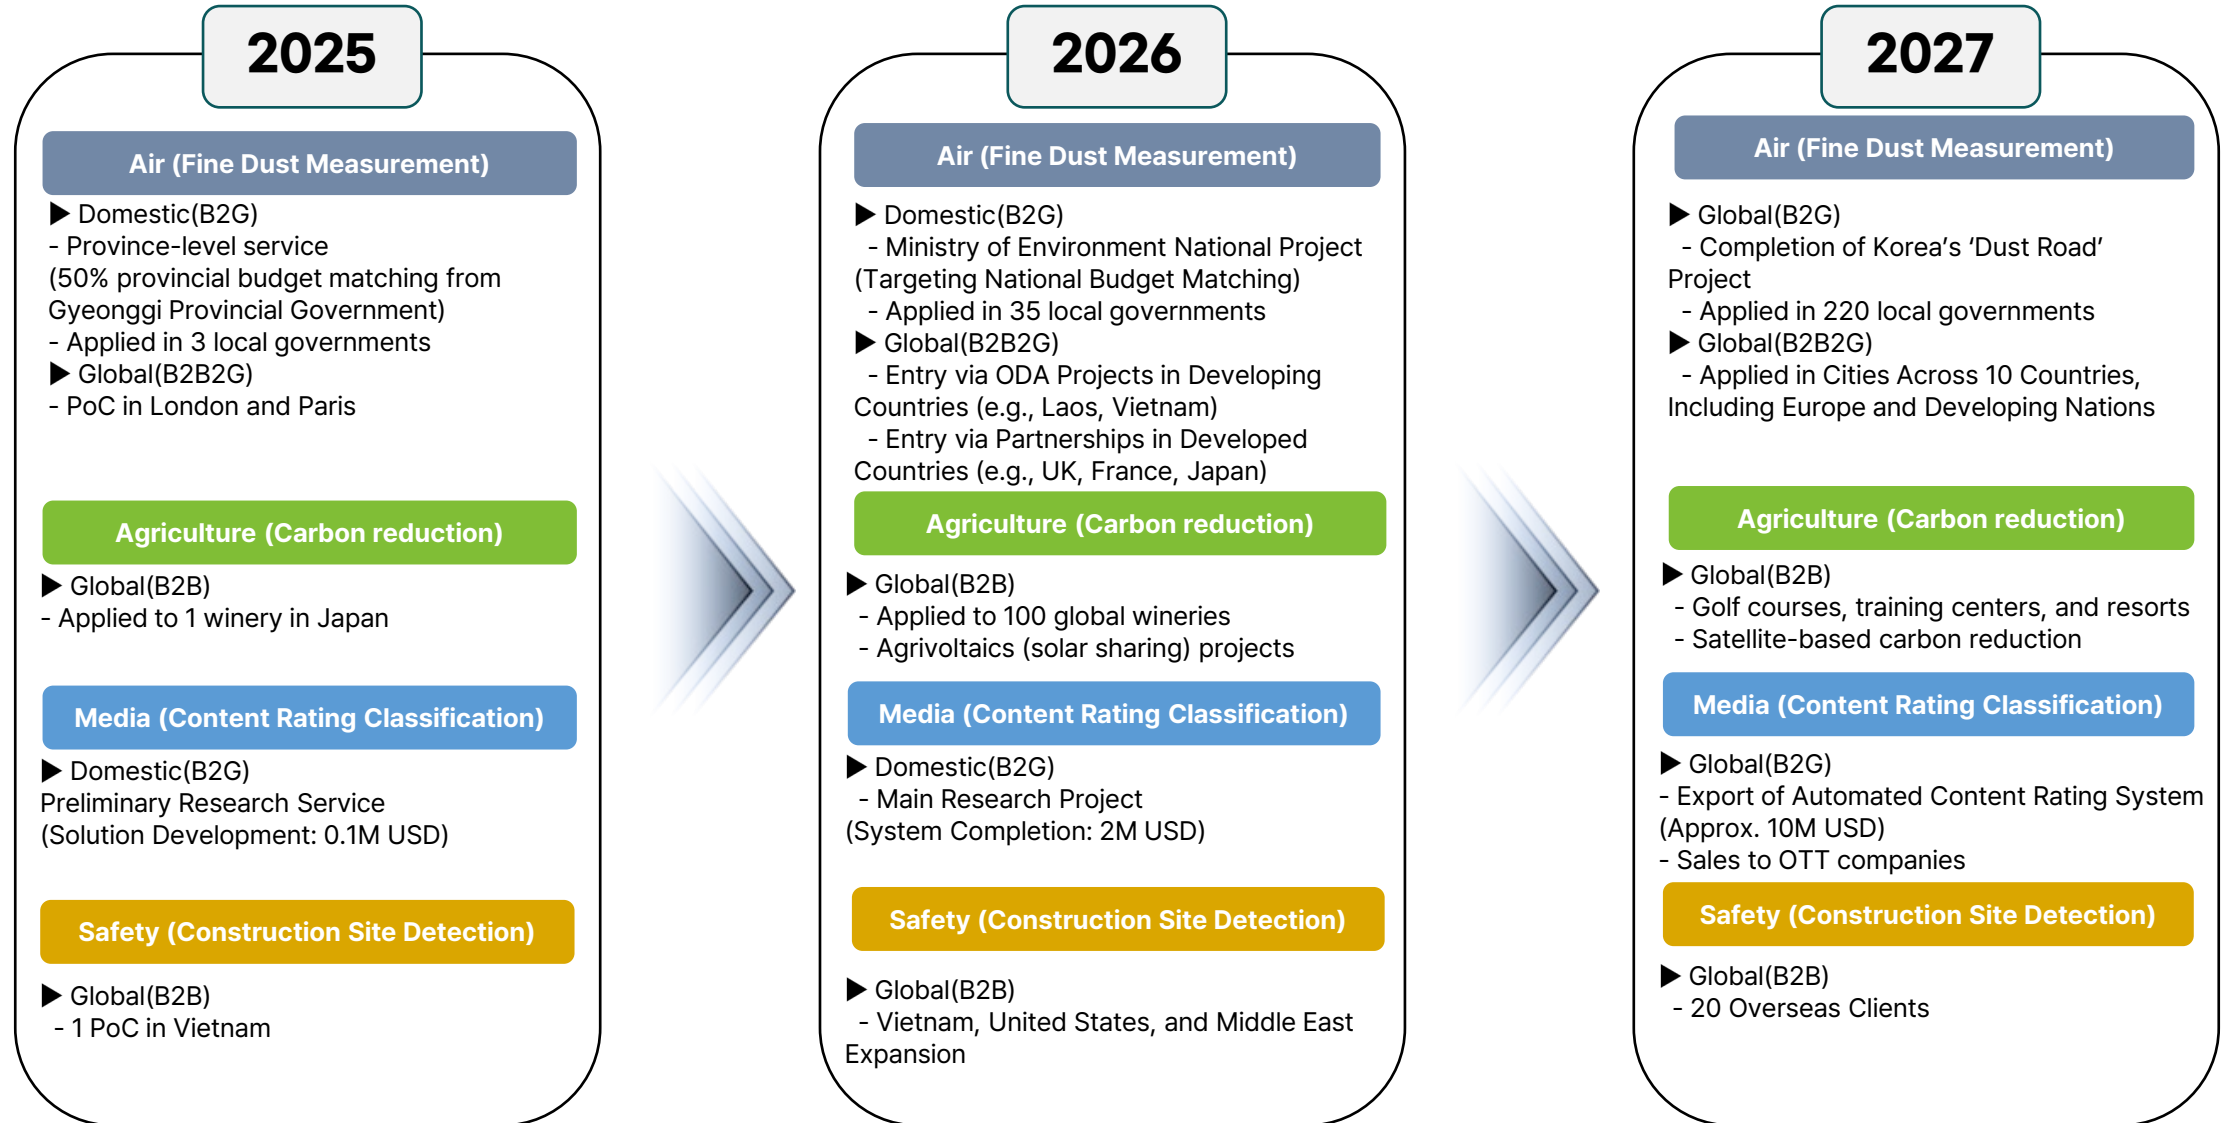 2025
Air (Fine Dust Measurement)
▶ Domestic(B2G)
- Province-level service
(50% provincial budget matching from
Gyeonggi Provincial Government)
- Applied in 3 local governments
▶ Global(B2B2G)
- PoC in London and Paris
Agriculture (Carbon reduction)
▶ Global(B2B)
- Applied to 1 winery in Japan
Media (Content Rating Classification)
▶ Domestic(B2G)
Preliminary Research Service
(Solution Development: 0.1M USD)
Safety (Construction Site Detection)
▶ Global(B2B)
- 1 PoC in Vietnam
2026
Air (Fine Dust Measurement)
▶ Domestic(B2G)
- Ministry of Environment National Project
(Targeting National Budget Matching)
- Applied in 35 local governments
▶ Global(B2B2G)
- Entry via ODA Projects in Developing
Countries (e.g., Laos, Vietnam)
- Entry via Partnerships in Developed
Countries (e.g., UK, France, Japan)
Agriculture (Carbon reduction)
▶ Global(B2B)
- Applied to 100 global wineries
- Agrivoltaics (solar sharing) projects
Media (Content Rating Classification)
▶ Domestic(B2G)
- Main Research Project
(System Completion: 2M USD)
Safety (Construction Site Detection)
▶ Global(B2B)
- Vietnam, United States, and Middle East
Expansion
2027
Air (Fine Dust Measurement)
▶ Global(B2G)
- Completion of Korea’s ‘Dust Road’
Project
- Applied in 220 local governments
▶ Global(B2B2G)
- Applied in Cities Across 10 Countries,
Including Europe and Developing Nations
Agriculture (Carbon reduction)
▶ Global(B2B)
- Golf courses, training centers, and resorts
- Satellite-based carbon reduction
Media (Content Rating Classification)
▶ Global(B2G)
- Export of Automated Content Rating System
(Approx. 10M USD)
- Sales to OTT companies
Safety (Construction Site Detection)
▶ Global(B2B)
- 20 Overseas Clients